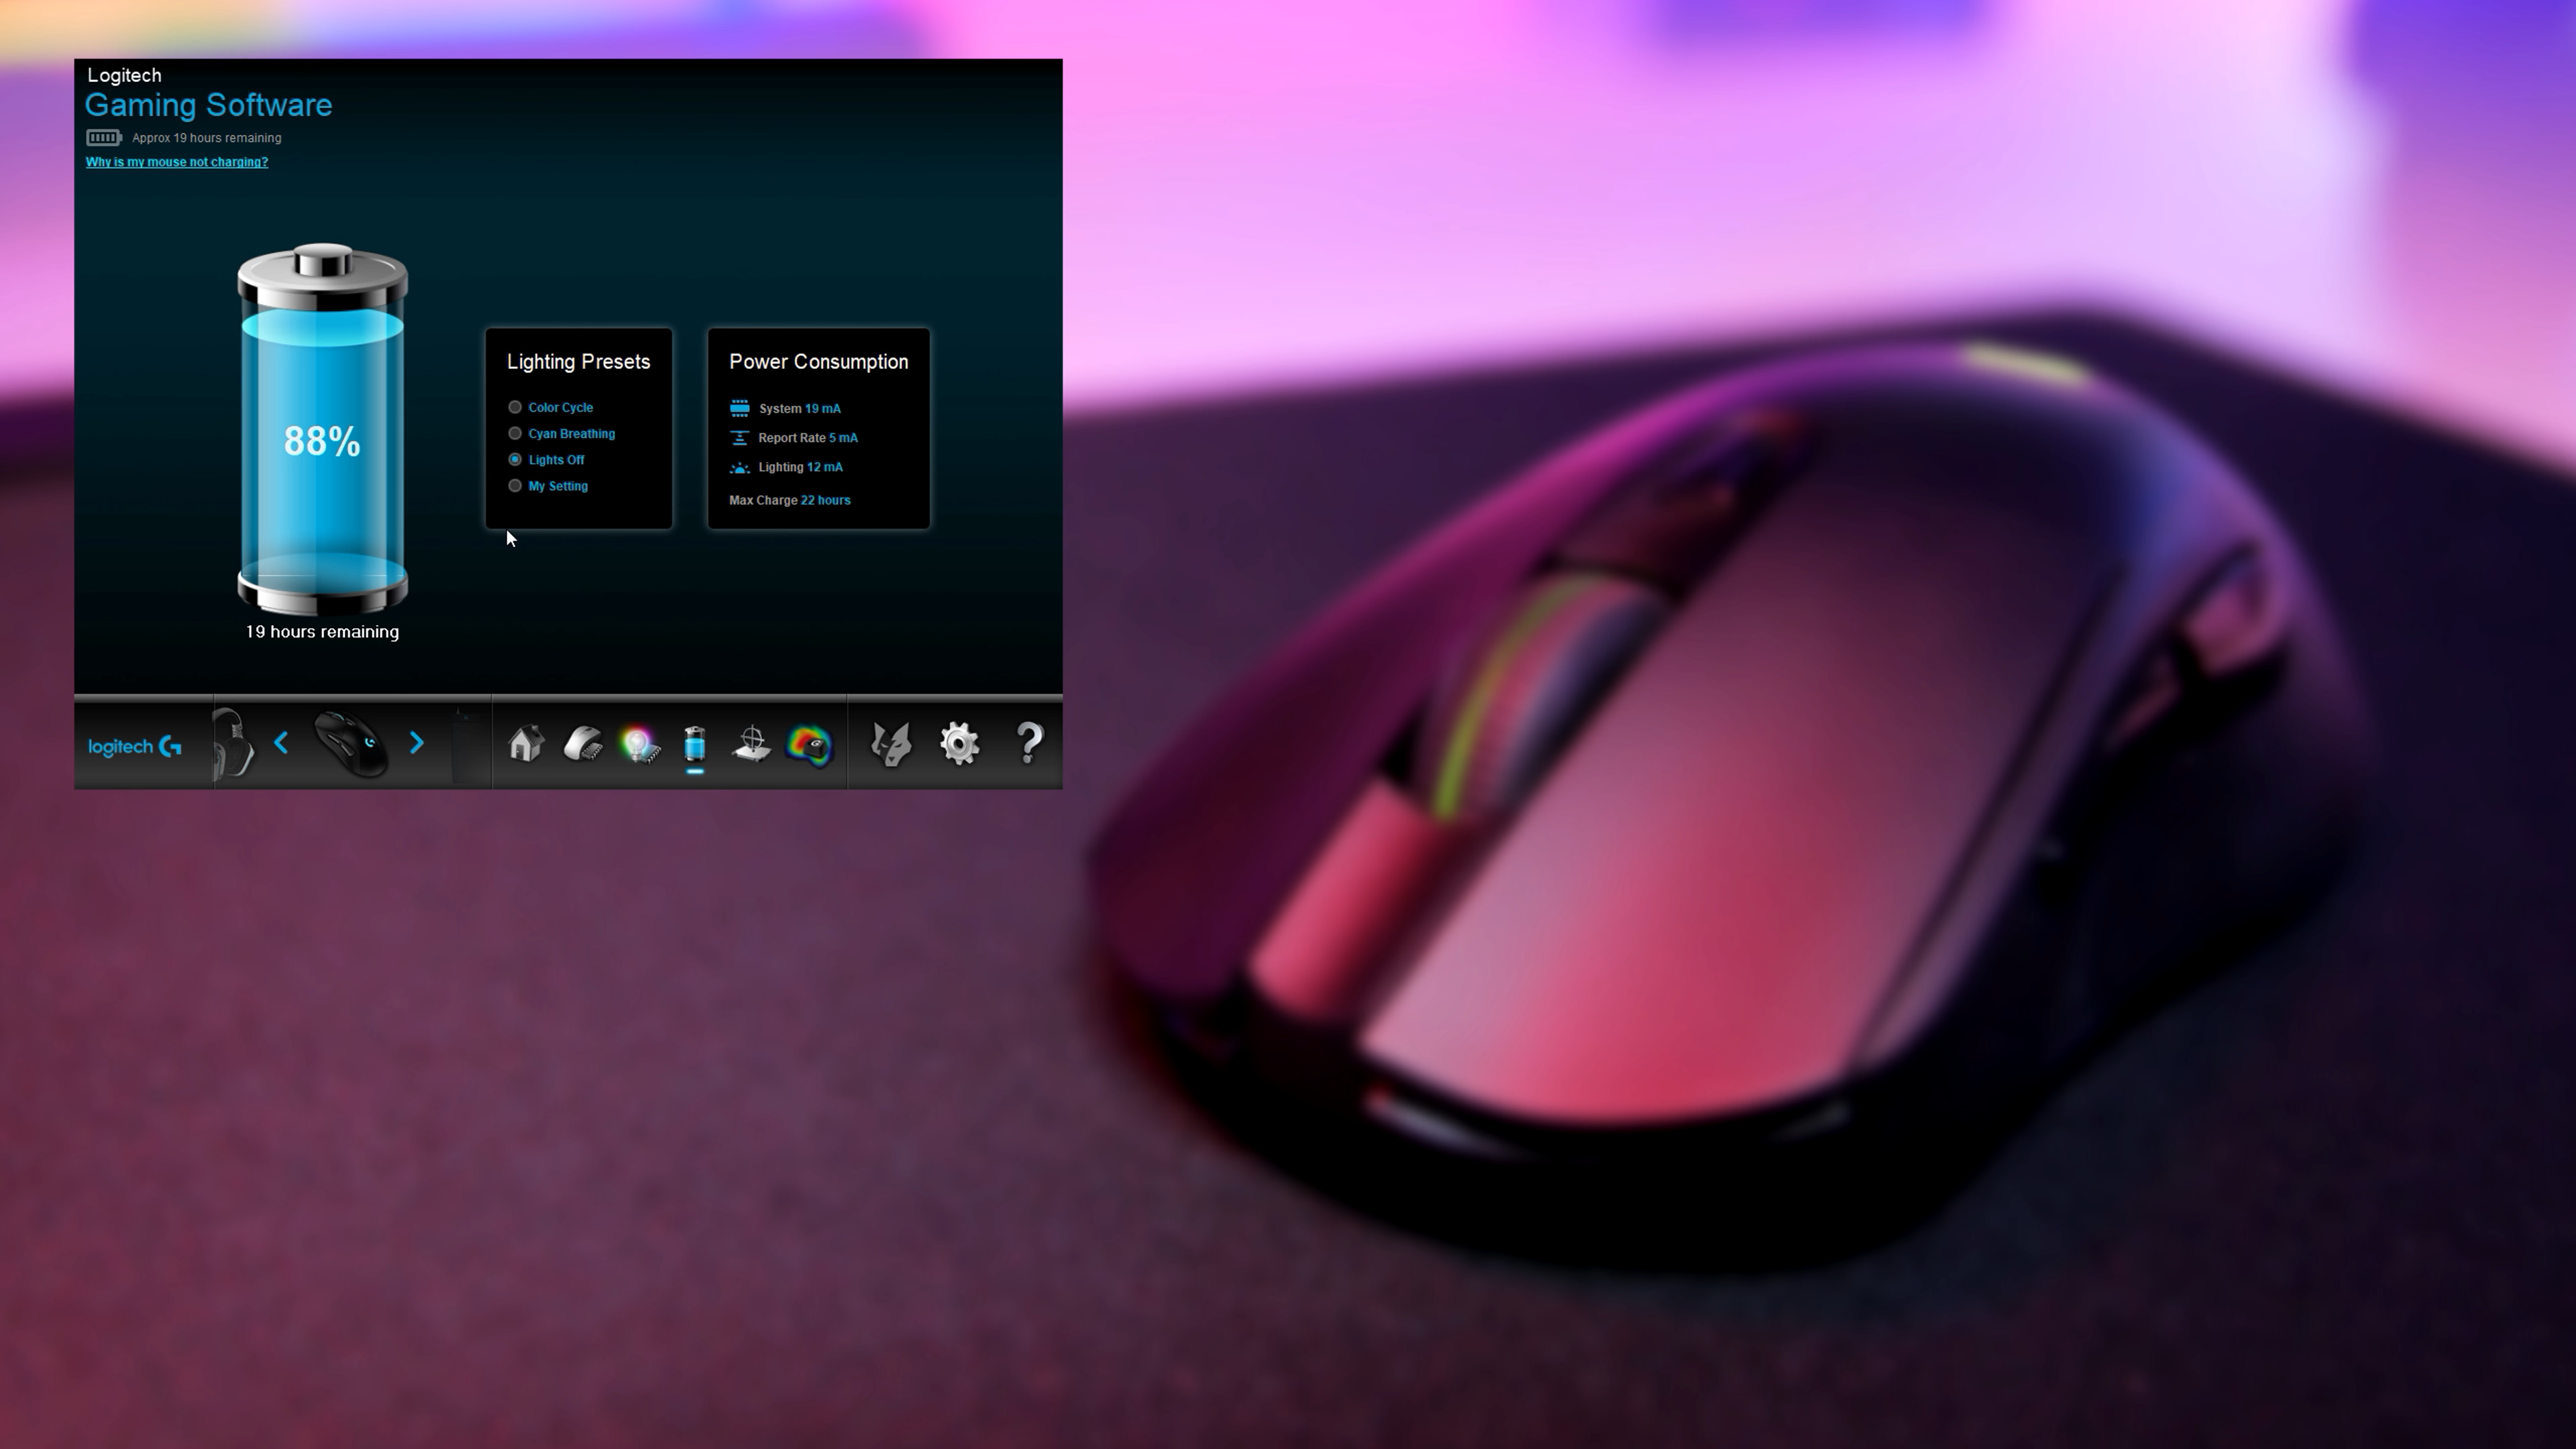 Logitech
Gaming Software
Approx 19 hours remaining
Why is my mouse not charging?
88%
19 hours remaining
Lighting Presets
Color Cycle
Cyan Breathing
Lights Off
My Setting
Power Consumption
System 19 mA
Report Rate 5 mA
Lighting 12 mA
Max Charge 22 hours
logitech G